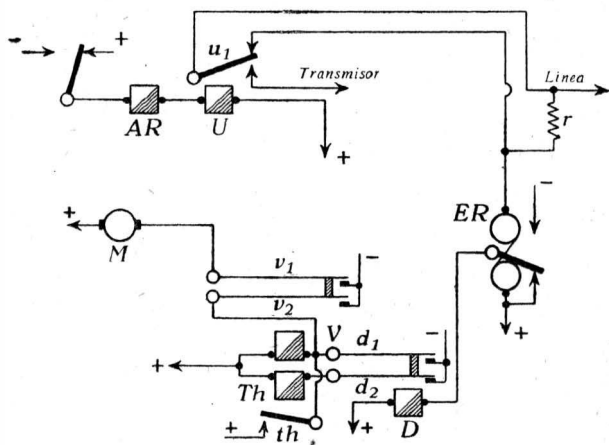 - +
u1
Transmisor
Linea
AR U
+
r
ER
-
+
M
v1
-
v2
V
d1
-
+
Th
d2
+
th
+
D
+